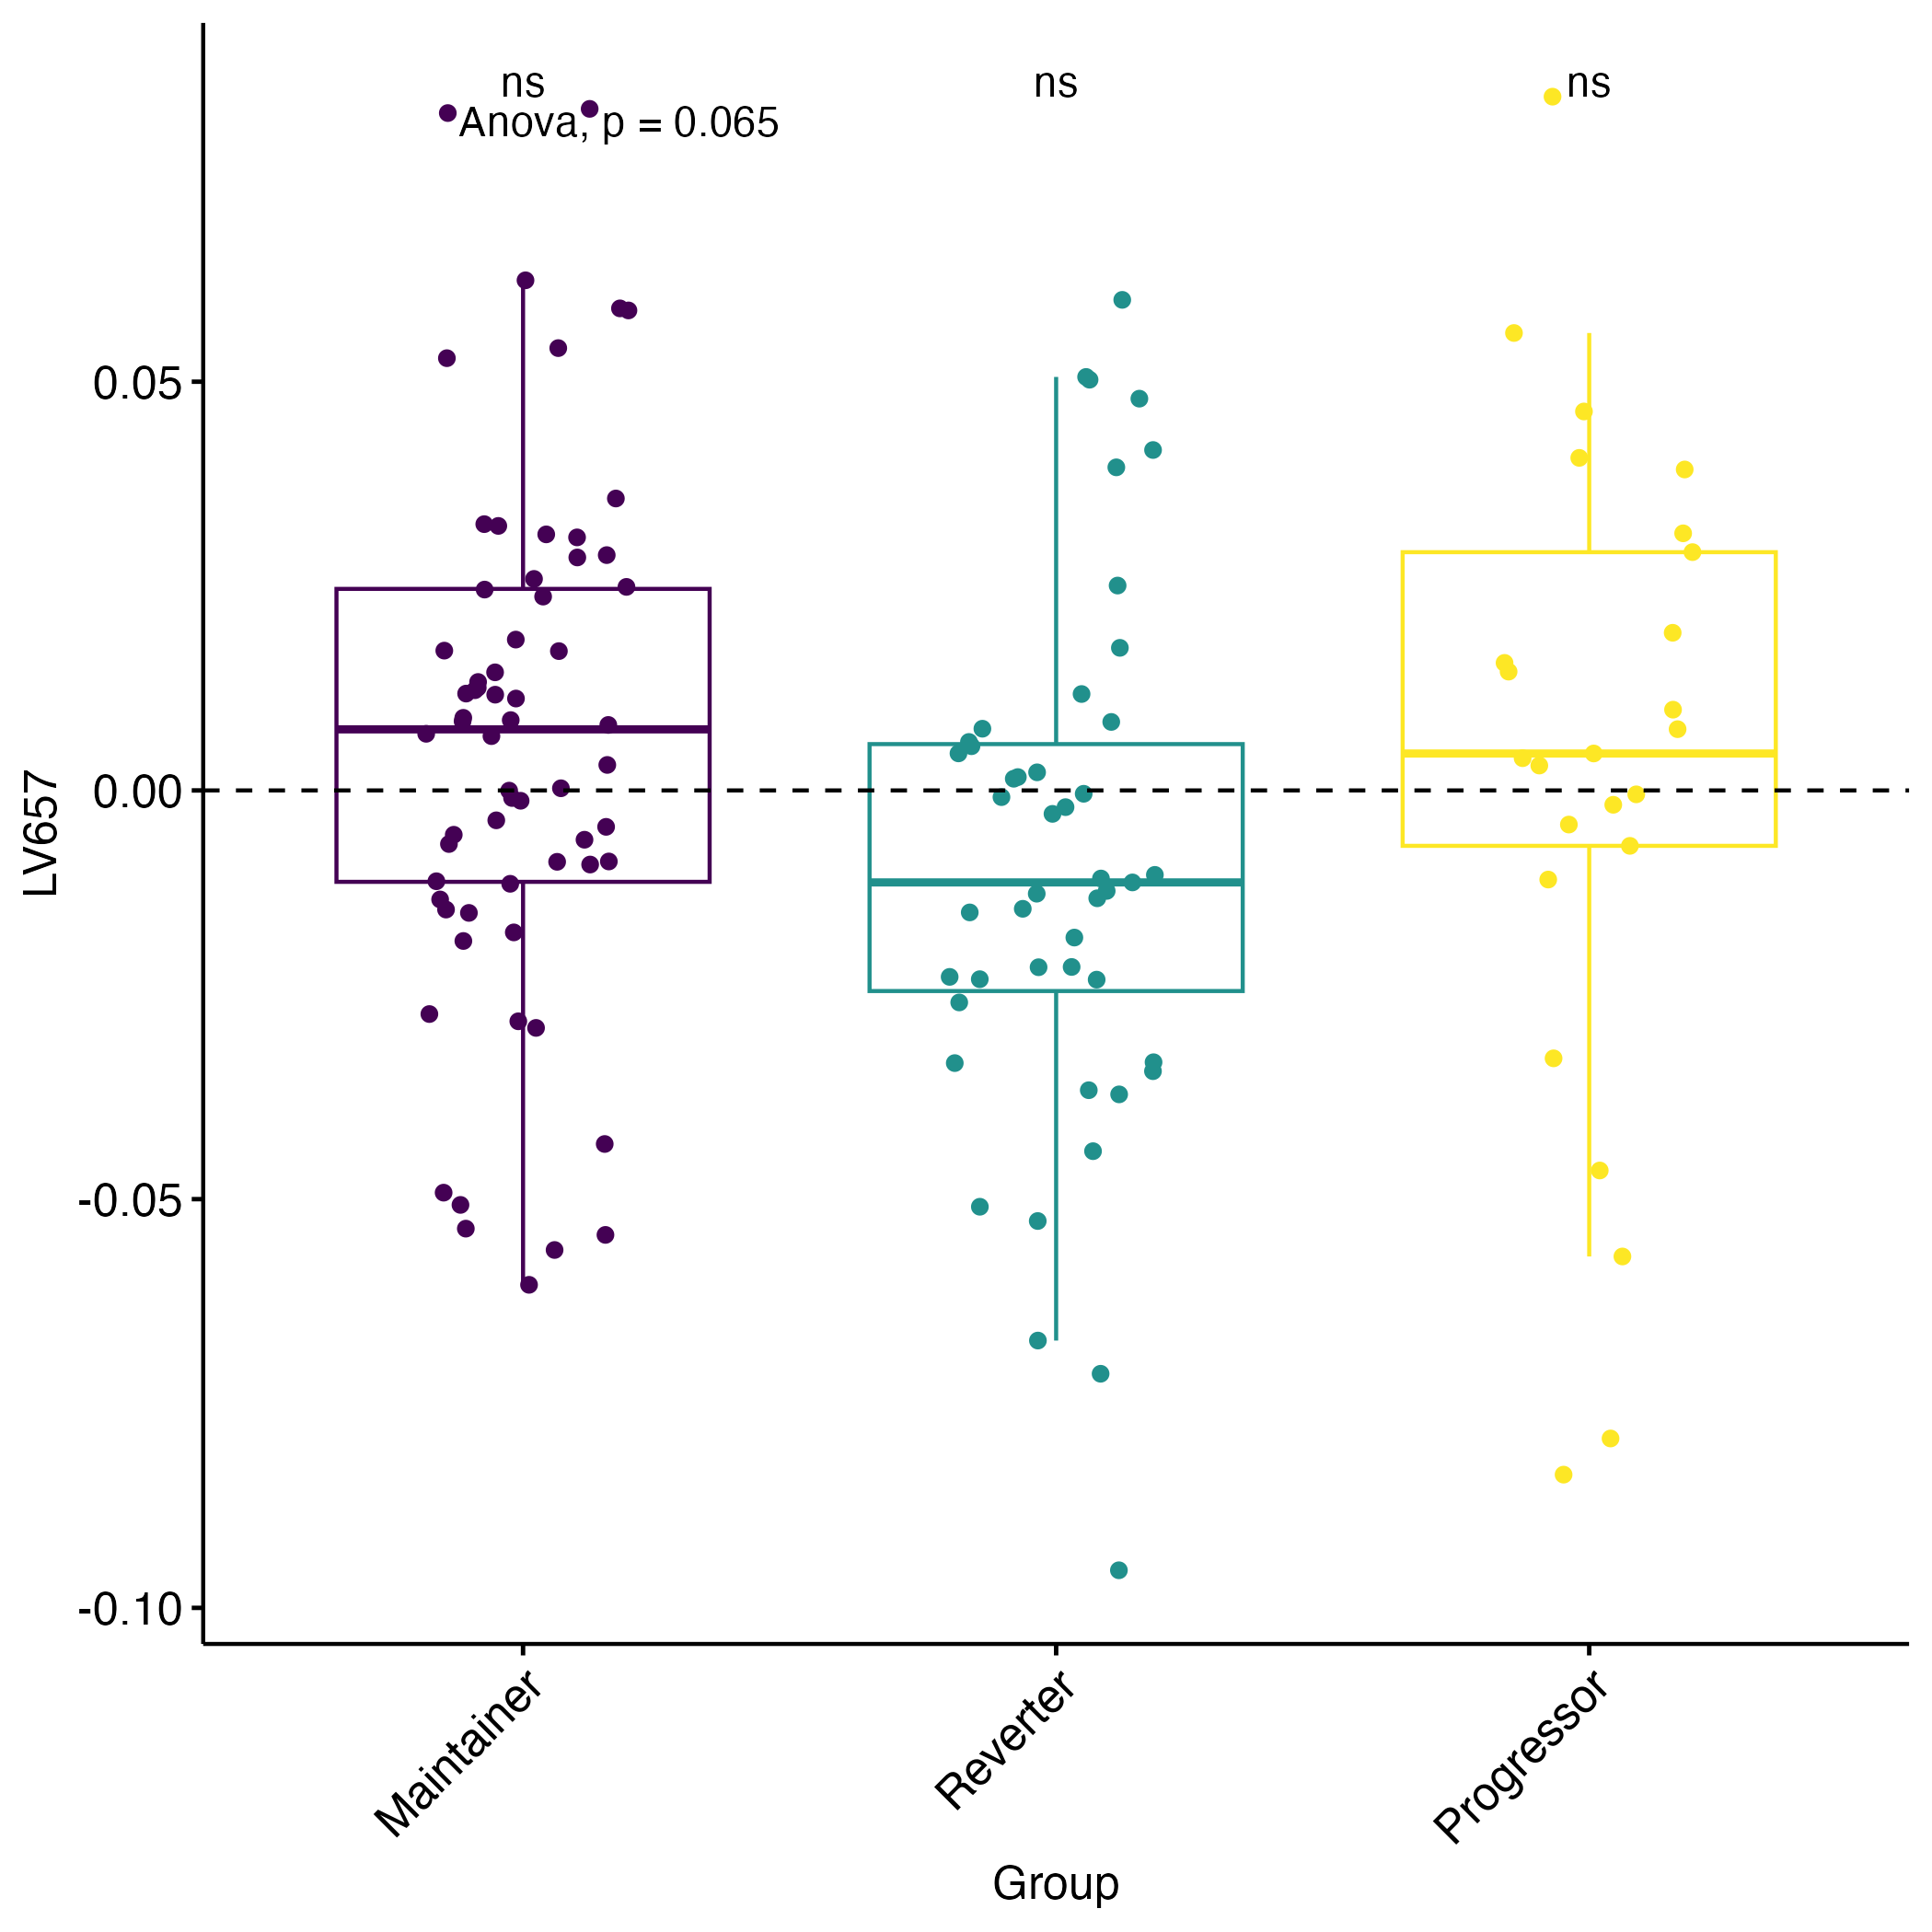 ns ns ns
Anova, p = 0.065
0.05
0.00
-0.05
-0.10
LV657
Maintainer Reverter Progressor
Group